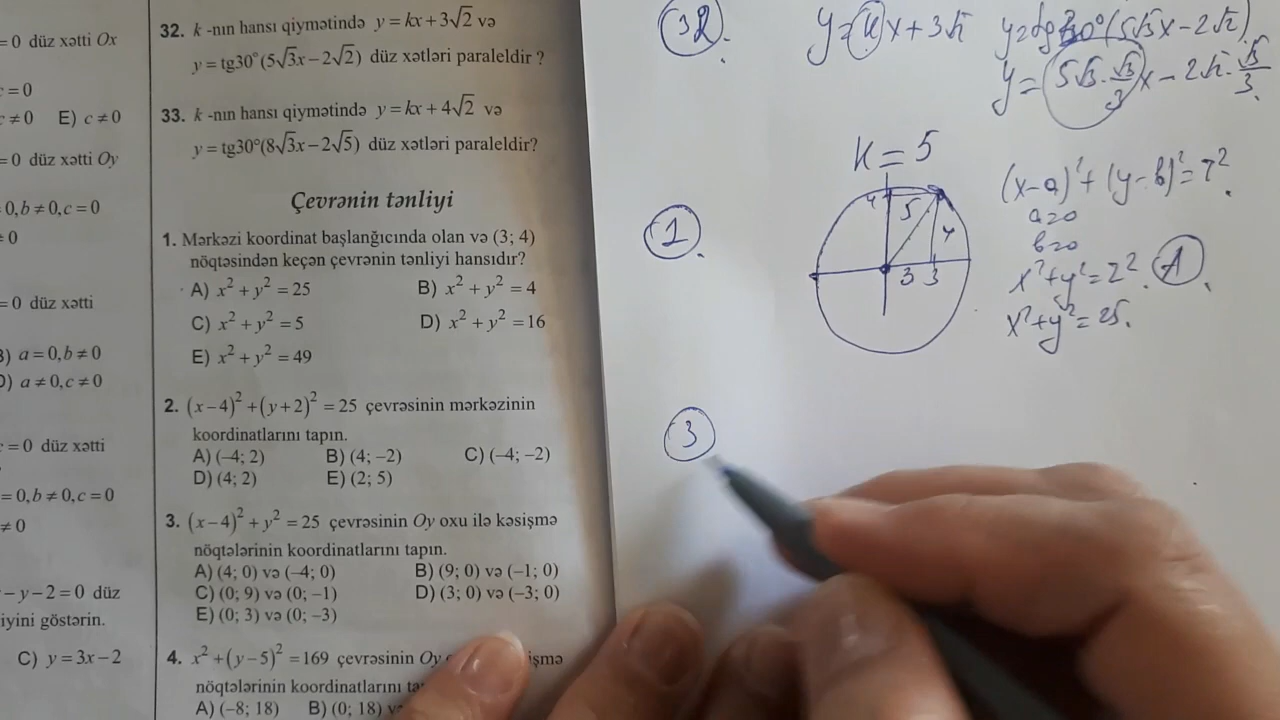 = 0 düz xətti Ox
c = 0
c ≠ 0 E) c ≠ 0
= 0 düz xətti Oy
0, b ≠ 0, c = 0
≠ 0
= 0 düz xətti
B) a = 0, b ≠ 0
D) a ≠ 0, c ≠ 0
c = 0 düz xətti
= 0, b ≠ 0, c = 0
≠ 0
– y – 2 = 0 düz
iyini göstərin.
C) y = 3x – 2
32. k -nın hansı qiymətində y = kx + 3√2 və
y = tg30°(5√3x – 2√2) düz xətləri paraleldir ?
33. k -nın hansı qiymətində y = kx + 4√2 və
y = tg30°(8√3x – 2√5) düz xətləri paraleldir?
Çevrənin tənliyi
1. Mərkəzi koordinat başlanğıcında olan və (3; 4)
nöqtəsindən keçən çevrənin tənliyi hansıdır?
A) x² + y² = 25 B) x² + y² = 4
C) x² + y² = 5 D) x² + y² = 16
E) x² + y² = 49
2. (x – 4)² + (y + 2)² = 25 çevrəsinin mərkəzinin
koordinatlarını tapın.
A) (–4; 2) B) (4; –2) C) (–4; –2)
D) (4; 2) E) (2; 5)
3. (x – 4)² + y² = 25 çevrəsinin Oy oxu ilə kəsişmə
nöqtələrinin koordinatlarını tapın.
A) (4; 0) və (–4; 0) B) (9; 0) və (–1; 0)
C) (0; 9) və (0; –1) D) (3; 0) və (–3; 0)
E) (0; 3) və (0; –3)
4. x² + (y – 5)² = 169 çevrəsinin Oy
nöqtələrinin koordinatlarını
A) (–8; 18) B) (0; 18)
32. y = kx + 3√2
y = 5√3 · √3/3 x – 2√2 · √3/3
k = 5
1.
4 5 4
3 3
(x – a)² + (y – b)² = r²
a = 0
b = 0
x² + y² = r². A.
x² + y² = 25.
3